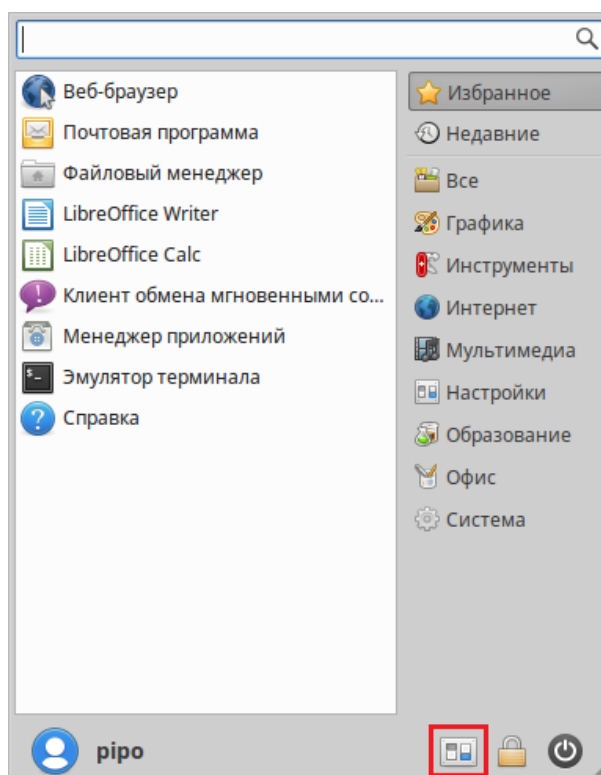 Веб-браузер
Почтовая программа
Файловый менеджер
LibreOffice Writer
LibreOffice Calc
Клиент обмена мгновенными со...
Менеджер приложений
Эмулятор терминала
Справка
Избранное
Недавние
Все
Графика
Инструменты
Интернет
Мультимедиа
Настройки
Образование
Офис
Система
pipo